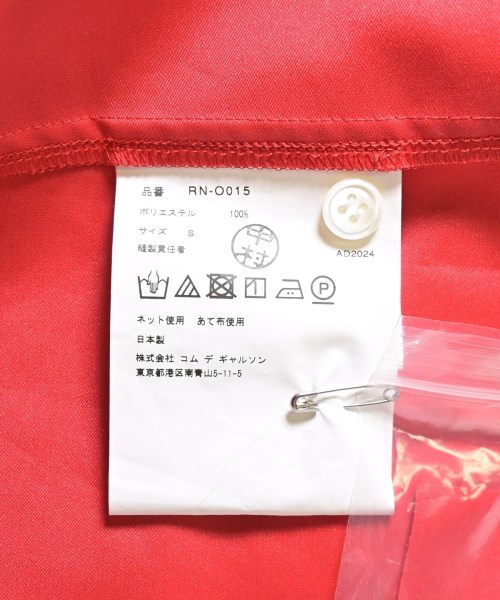 品番 RN-O015
ポリエステル 100%
サイズ S
縫製責任者 中村
AD2024
P
ネット使用 あて布使用
日本製
株式会社 コム デ ギャルソン
東京都港区南青山5-11-5